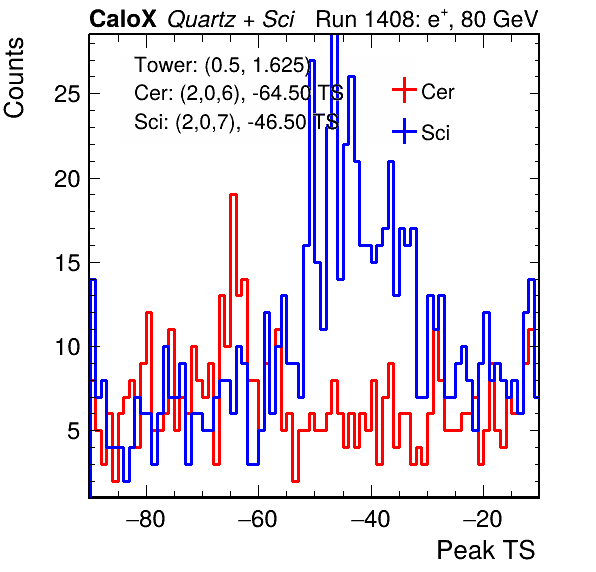 CaloX Quartz + Sci Run 1408: e+, 80 GeV
Counts
Tower: (0.5, 1.625)
Cer: (2,0,6), -64.50 TS
Sci: (2,0,7), -46.50 TS
Cer
Sci
25
20
15
10
5
−80 −60 −40 −20
Peak TS